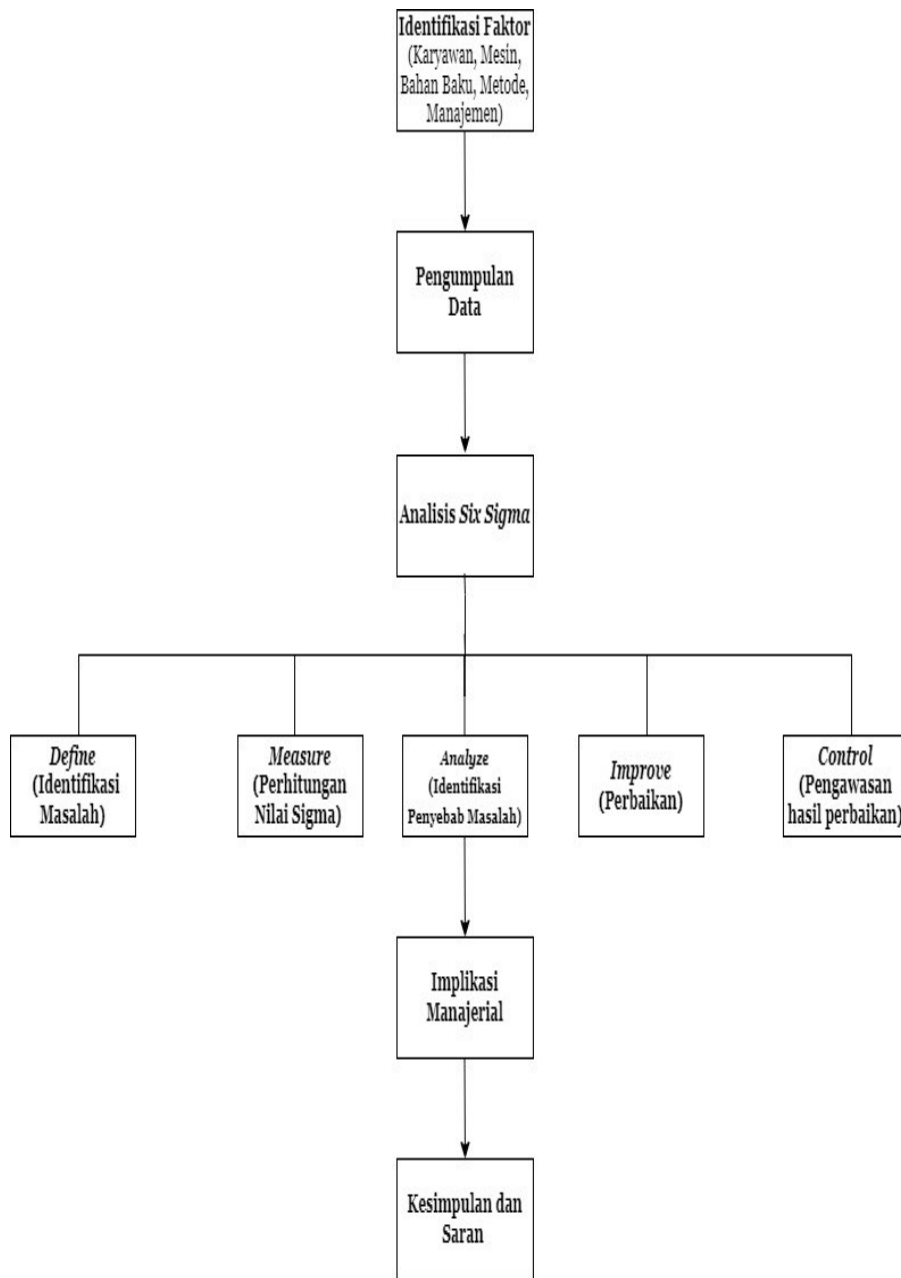 Identifikasi Faktor
(Karyawan, Mesin,
Bahan Baku, Metode,
Manajemen)
Pengumpulan
Data
Analisis Six Sigma
Define
(Identifikasi
Masalah)
Measure
(Perhitungan
Nilai Sigma)
Analyze
(Identifikasi
Penyebab Masalah)
Improve
(Perbaikan)
Control
(Pengawasan
hasil perbaikan)
Implikasi
Manajerial
Kesimpulan dan
Saran